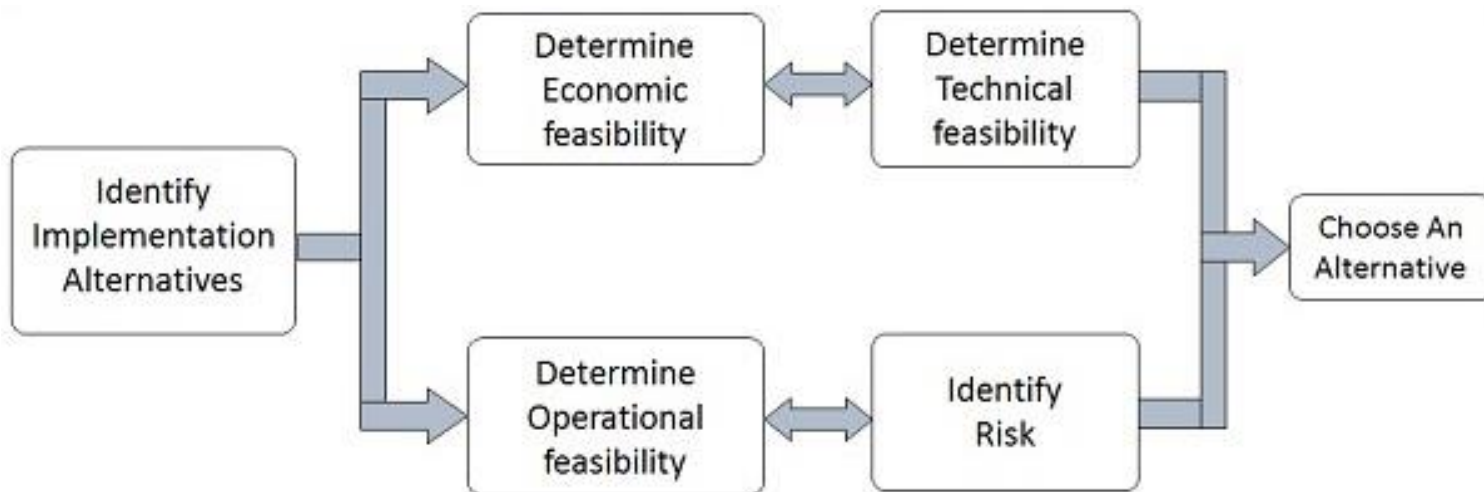 Identify
Implementation
Alternatives
Determine
Economic
feasibility
Determine
Technical
feasibility
Determine
Operational
feasibility
Identify
Risk
Choose An
Alternative